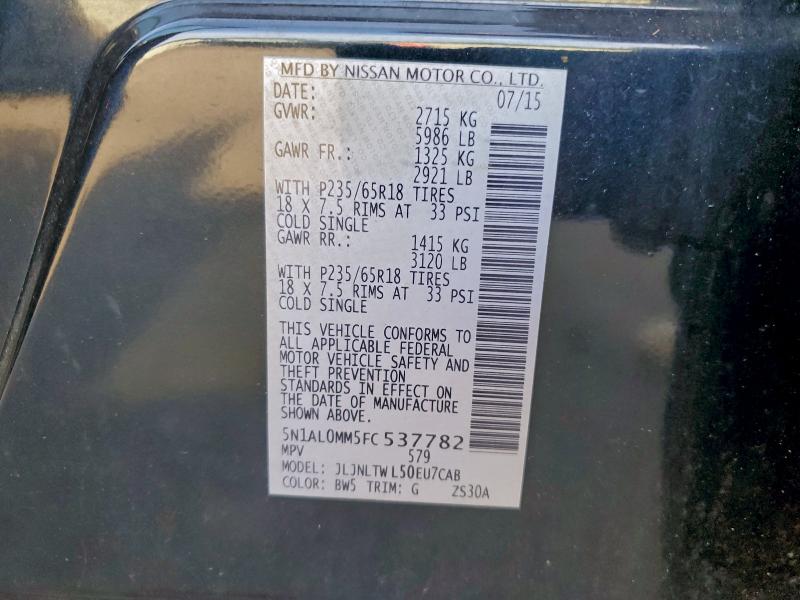 MFD BY NISSAN MOTOR CO., LTD.
DATE: 07/15
GVWR: 2715 KG
5986 LB
GAWR FR.: 1325 KG
2921 LB
WITH P235/65R18 TIRES
18 X 7.5 RIMS AT 33 PSI
COLD SINGLE
GAWR RR.: 1415 KG
3120 LB
WITH P235/65R18 TIRES
18 X 7.5 RIMS AT 33 PSI
COLD SINGLE
THIS VEHICLE CONFORMS TO
ALL APPLICABLE FEDERAL
MOTOR VEHICLE SAFETY AND
THEFT PREVENTION
STANDARDS IN EFFECT ON
THE DATE OF MANUFACTURE
SHOWN ABOVE.
5N1AL0MM5FC537782
MPV 579
MODEL: JLJNLTWL50EU7CAB
COLOR: BW5 TRIM: G ZS30A